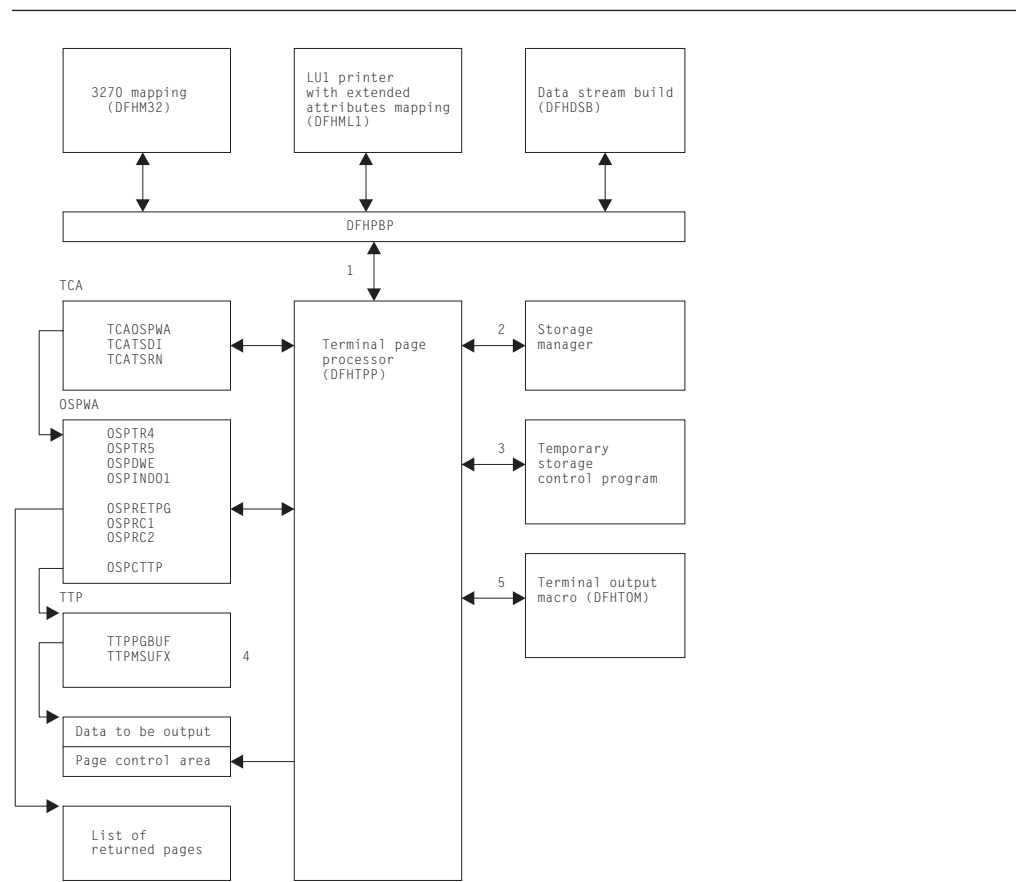 3270 mapping
(DFHM32)
LU1 printer
with extended
attributes mapping
(DFHML1)
Data stream build
(DFHDSB)
DFHPBP
1
TCA
TCAOSPWA
TCATSDI
TCATSRN
Terminal page
processor
(DFHTPP)
2
Storage
manager
OSPWA
OSPTR4
OSPTR5
OSPDWE
OSPIND01
OSPRETPG
OSPRC1
OSPRC2
OSPCTTP
3
Temporary
storage
control program
5
Terminal output
macro (DFHTOM)
TTP
TTPPGBUF
TTPMSUFX
4
Data to be output
Page control area
List of
returned pages